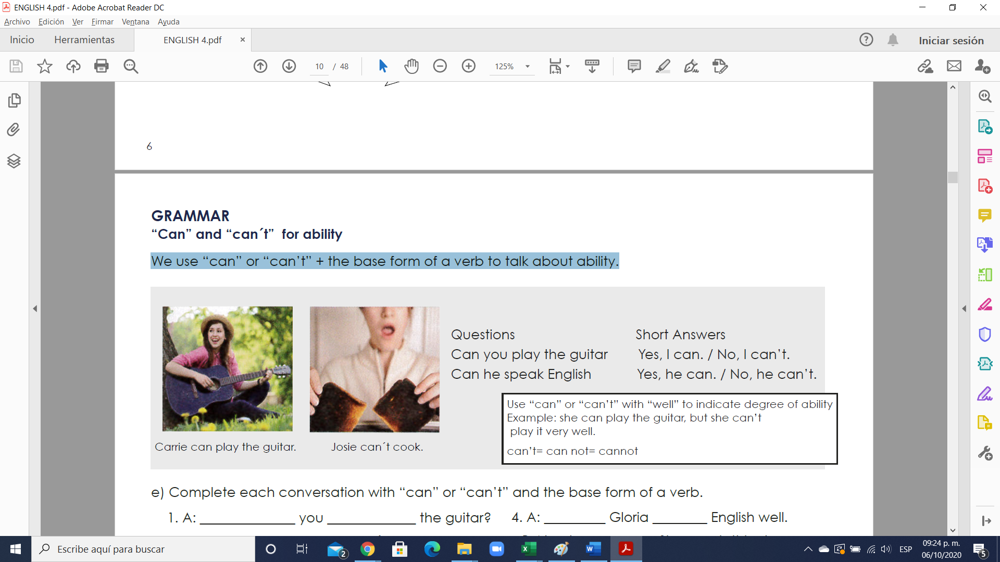 ENGLISH 4.pdf - Adobe Acrobat Reader DC
Archivo Edición Ver Firmar Ventana Ayuda
Inicio Herramientas ENGLISH 4.pdf × Iniciar sesión
10 / 48 125%
6
GRAMMAR
“Can” and “can´t” for ability
We use “can” or “can’t” + the base form of a verb to talk about ability.
Questions Short Answers
Can you play the guitar Yes, I can. / No, I can’t.
Can he speak English Yes, he can. / No, he can’t.
Use “can” or “can’t” with “well” to indicate degree of ability
Example: she can play the guitar, but she can’t
play it very well.
can’t= can not= cannot
Carrie can play the guitar. Josie can´t cook.
e) Complete each conversation with “can” or “can’t” and the base form of a verb.
1. A: ______________ you _____________ the guitar? 4. A: _________ Gloria ________ English well.
Escribe aquí para buscar
2
ESP
09:24 p. m.
06/10/2020
5